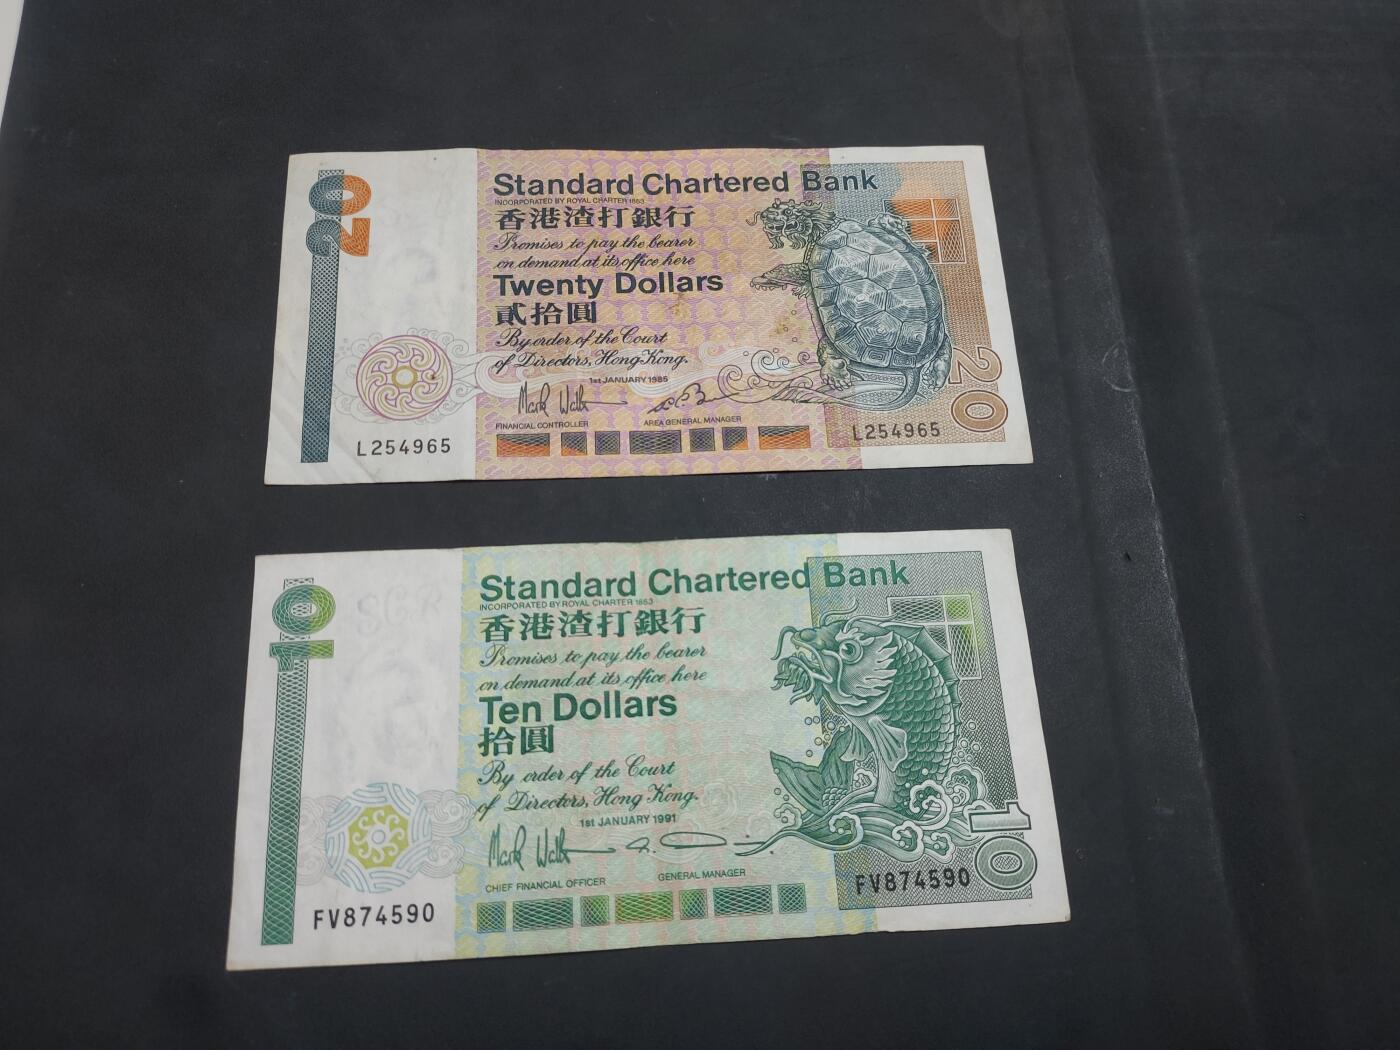 20
Standard Chartered Bank
INCORPORATED BY ROYAL CHARTER 1853
香港渣打銀行
Promises to pay the bearer
on demand at its office here
Twenty Dollars
貳拾圓
By order of the Court
of Directors, Hong Kong.
1st JANUARY 1985
FINANCIAL CONTROLLER AREA GENERAL MANAGER
20
L254965 L254965
10
Standard Chartered Bank
INCORPORATED BY ROYAL CHARTER 1853
香港渣打銀行
Promises to pay the bearer
on demand at its office here
Ten Dollars
拾圓
By order of the Court
of Directors, Hong Kong.
1st JANUARY 1991
CHIEF FINANCIAL OFFICER GENERAL MANAGER
10
FV874590 FV874590